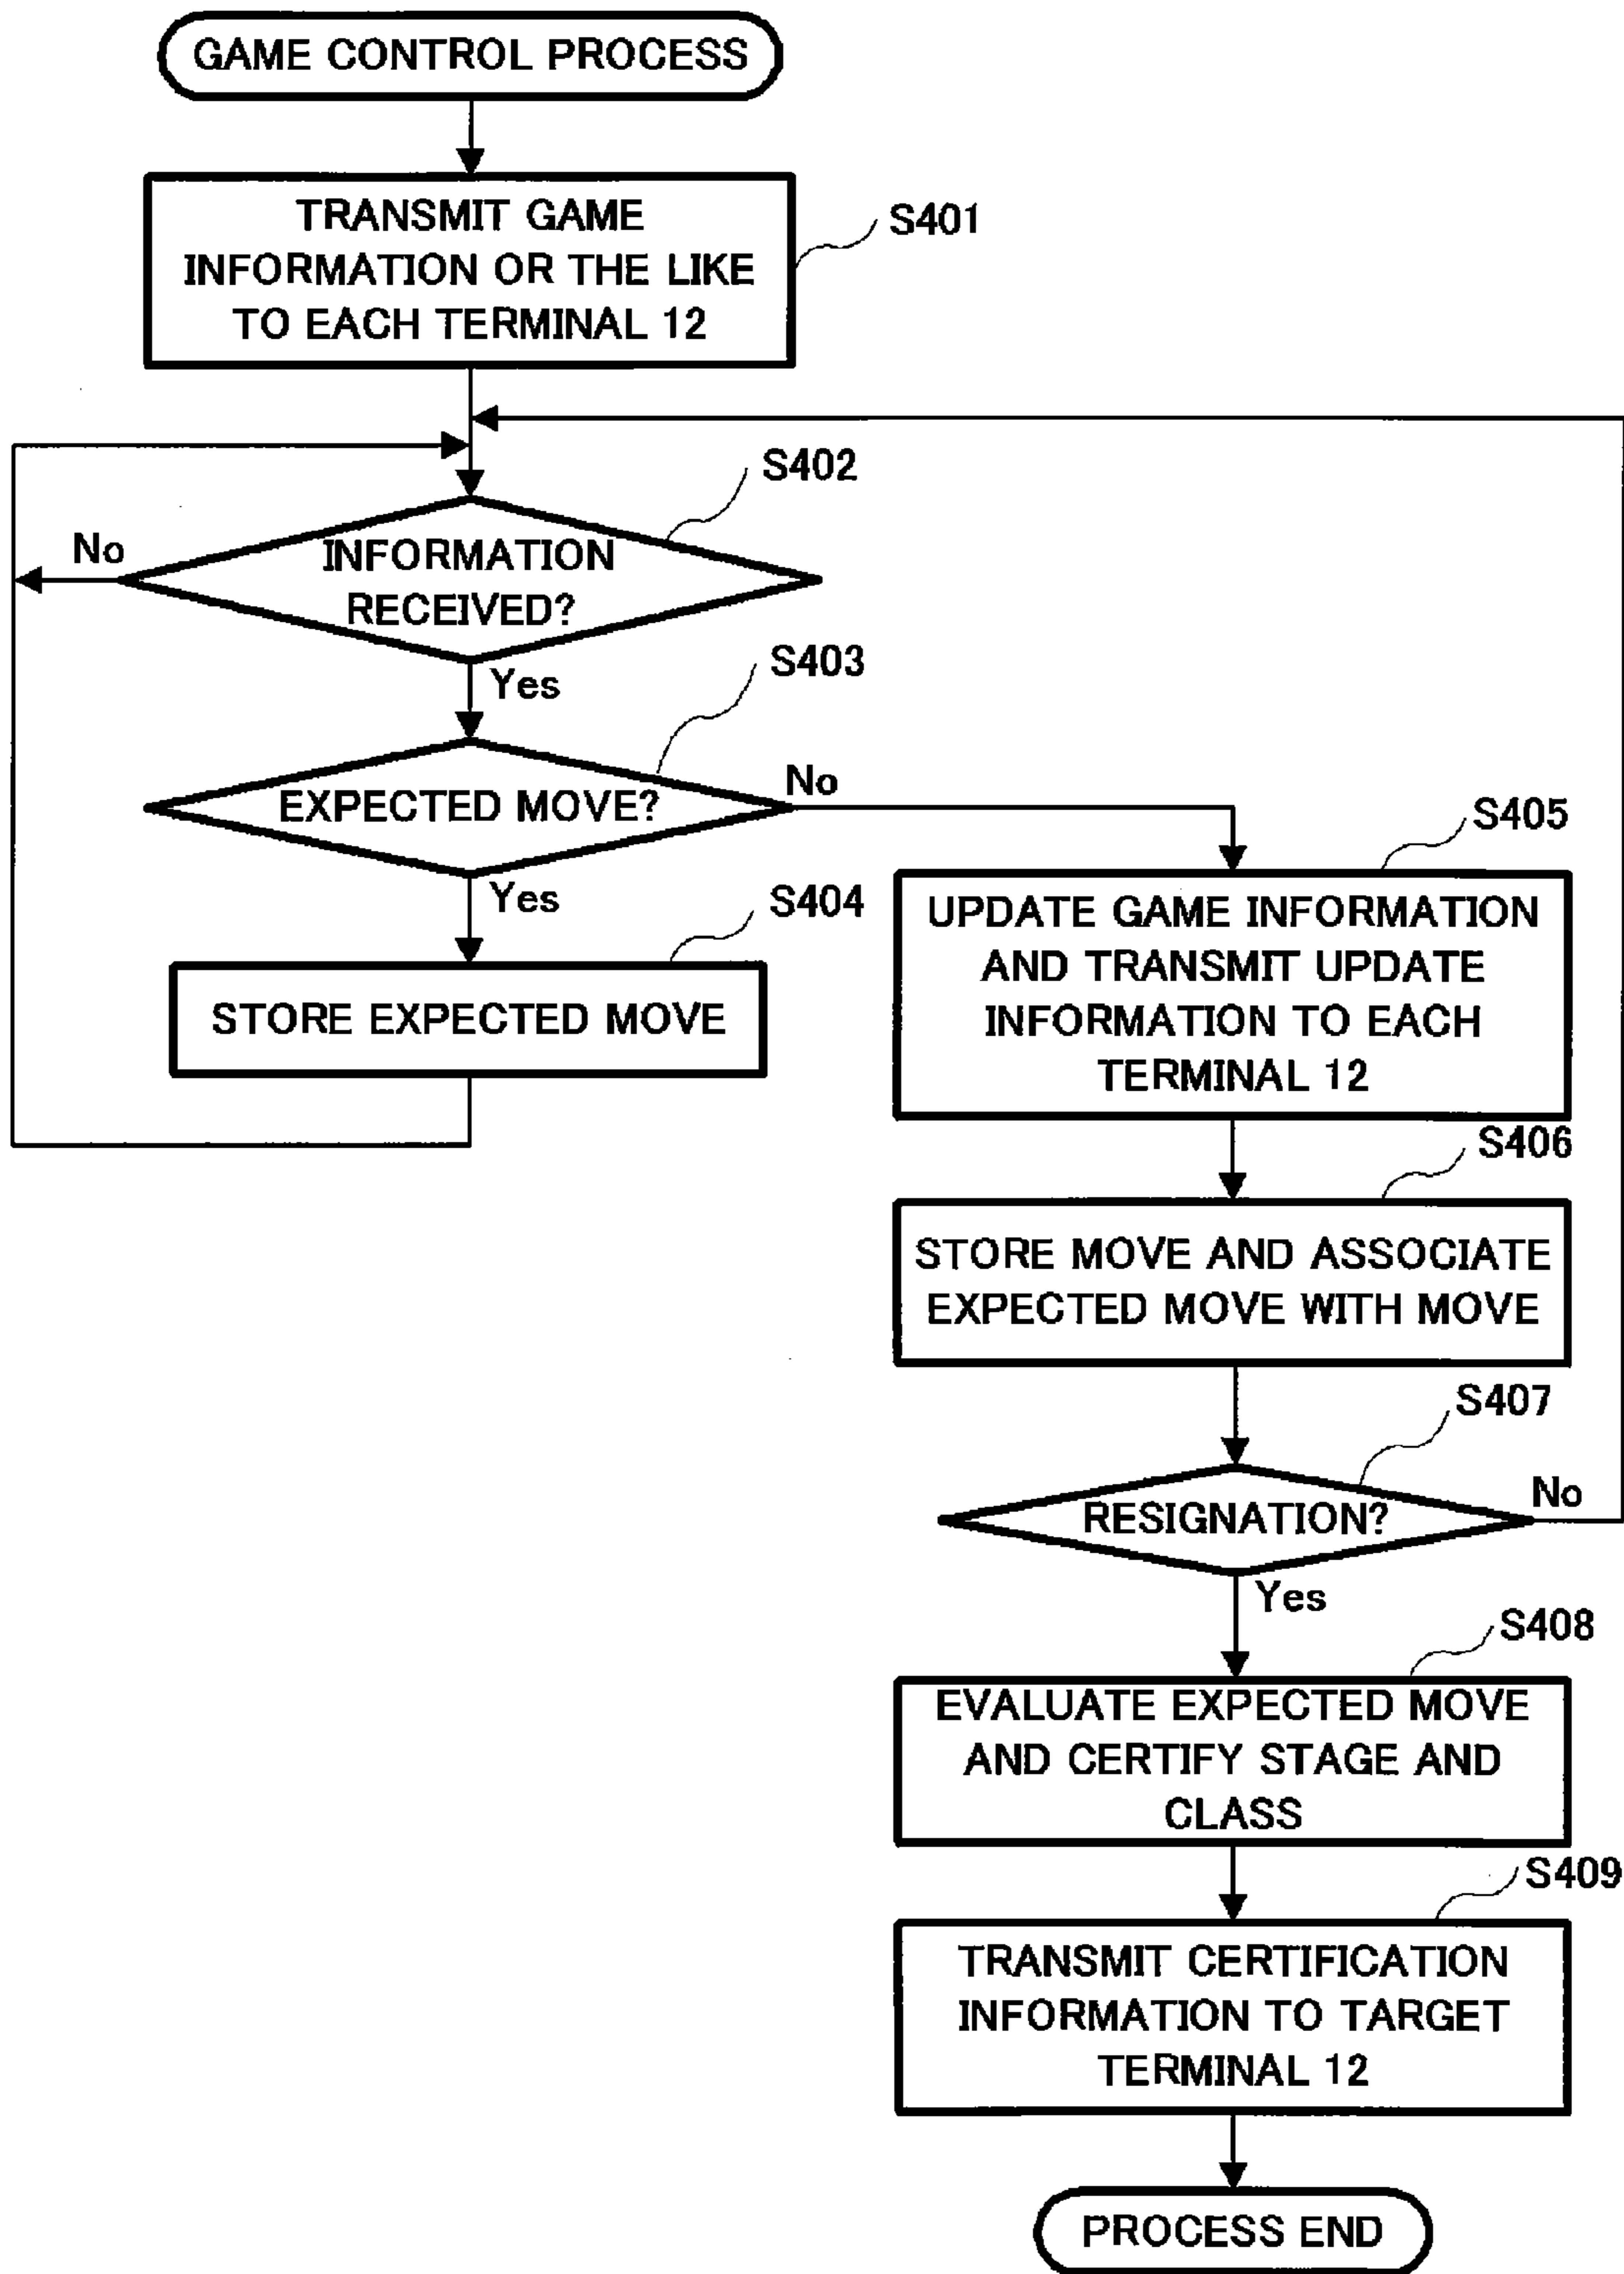 GAME CONTROL PROCESS
TRANSMIT GAME
INFORMATION OR THE LIKE
TO EACH TERMINAL 12
S401
S402
INFORMATION
RECEIVED?
No
Yes
S403
EXPECTED MOVE?
No
Yes
S404
STORE EXPECTED MOVE
S405
UPDATE GAME INFORMATION
AND TRANSMIT UPDATE
INFORMATION TO EACH
TERMINAL 12
S406
STORE MOVE AND ASSOCIATE
EXPECTED MOVE WITH MOVE
S407
RESIGNATION?
No
Yes
S408
EVALUATE EXPECTED MOVE
AND CERTIFY STAGE AND
CLASS
S409
TRANSMIT CERTIFICATION
INFORMATION TO TARGET
TERMINAL 12
PROCESS END